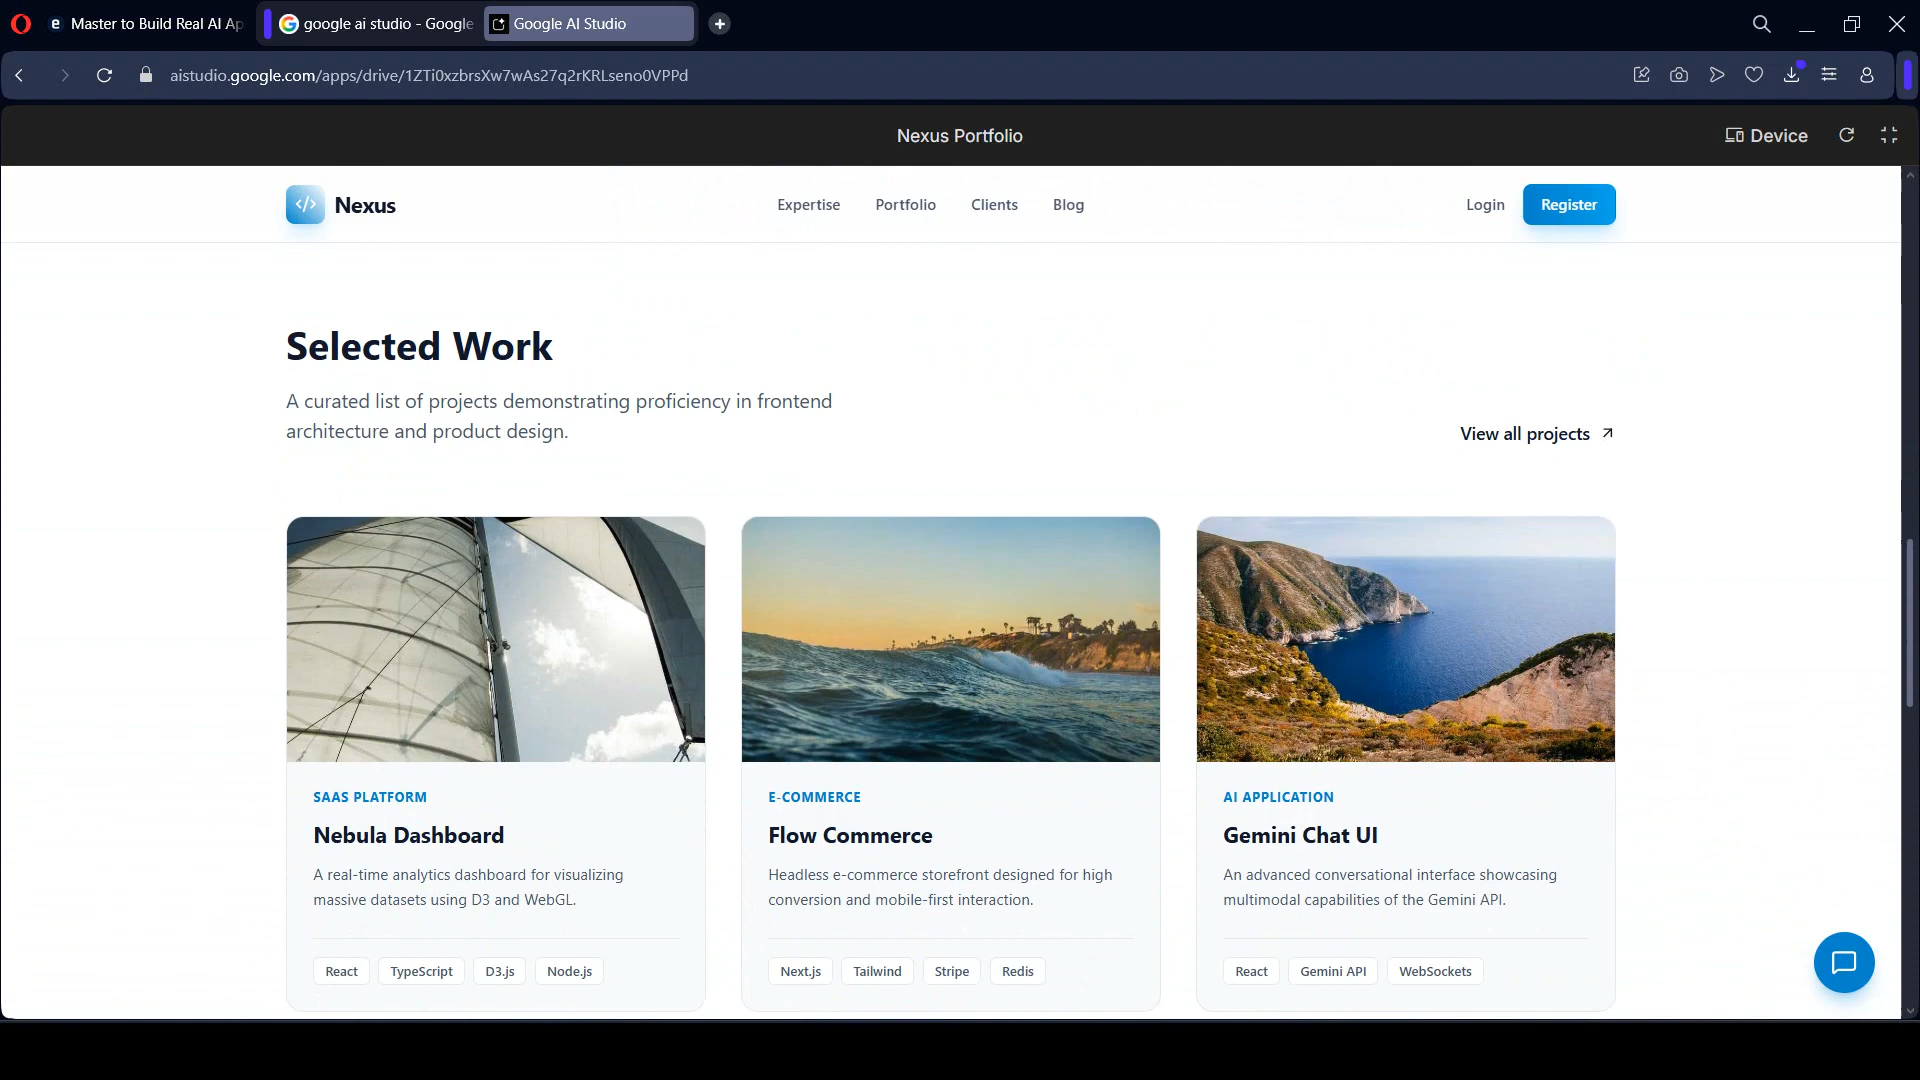 e Master to Build Real AI Ap
google ai studio - Google
Google AI Studio
aistudio.google.com/apps/drive/1ZTi0xzbrsXw7wAs27q2rKRLseno0VPPd
Nexus Portfolio
Device
</> Nexus
Expertise
Portfolio
Clients
Blog
Login
Register
Selected Work
A curated list of projects demonstrating proficiency in frontend
architecture and product design.
View all projects
SAAS PLATFORM
Nebula Dashboard
A real-time analytics dashboard for visualizing
massive datasets using D3 and WebGL.
React
TypeScript
D3.js
Node.js
E-COMMERCE
Flow Commerce
Headless e-commerce storefront designed for high
conversion and mobile-first interaction.
Next.js
Tailwind
Stripe
Redis
AI APPLICATION
Gemini Chat UI
An advanced conversational interface showcasing
multimodal capabilities of the Gemini API.
React
Gemini API
WebSockets